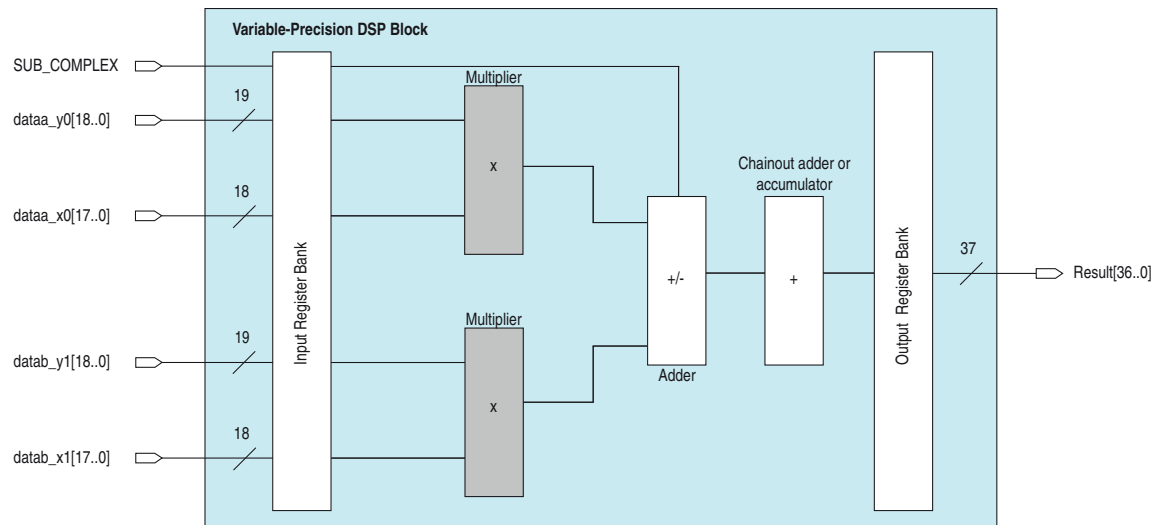 Variable-Precision DSP Block
SUB_COMPLEX
Multiplier
19
dataa_y0[18..0]
x
Chainout adder or
accumulator
18
dataa_x0[17..0]
Input Register Bank
+/-
+
Output Register Bank
37
Result[36..0]
Multiplier
19
datab_y1[18..0]
Adder
x
18
datab_x1[17..0]